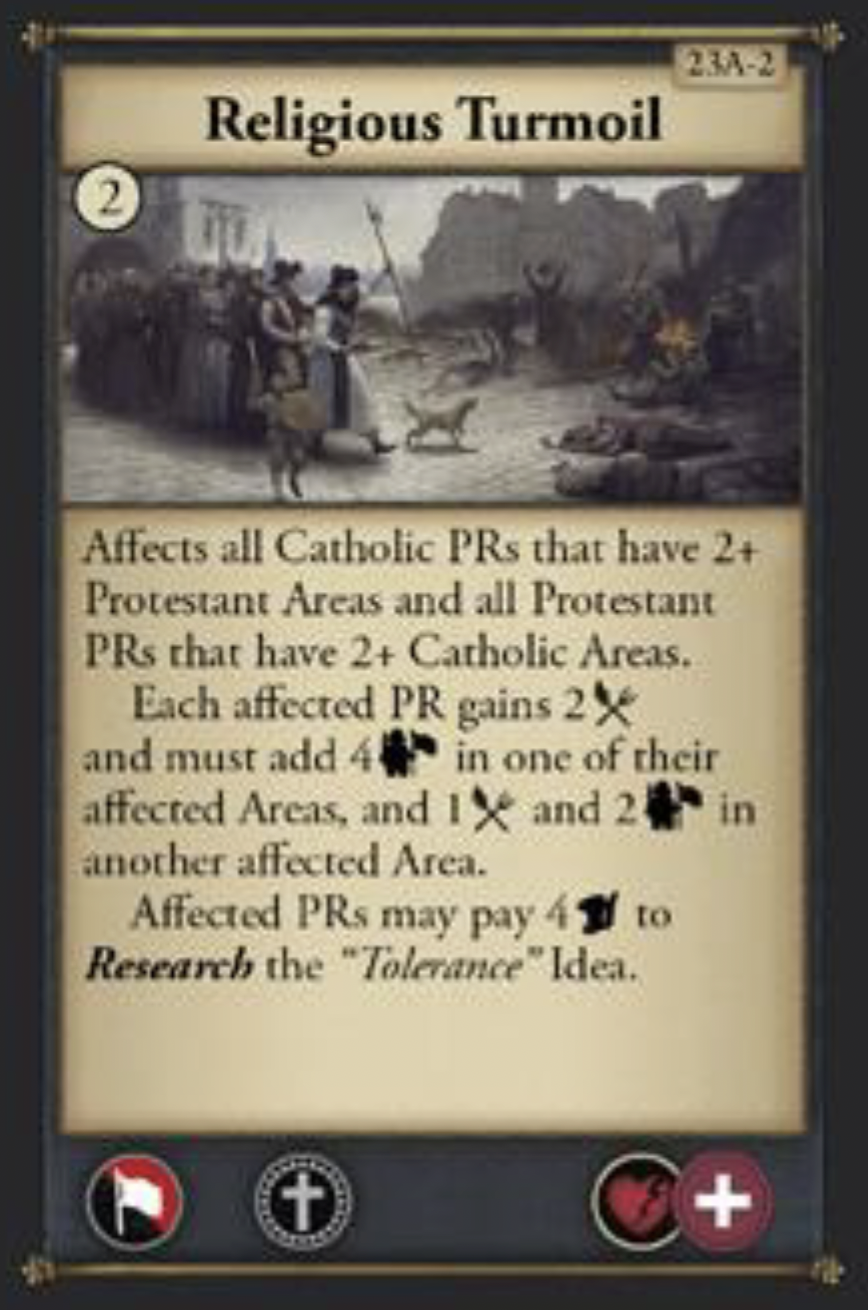 23A-2
Religious Turmoil
2
Affects all Catholic PRs that have 2+
Protestant Areas and all Protestant
PRs that have 2+ Catholic Areas.
Each affected PR gains 2
and must add 4 in one of their
affected Areas, and 1 and 2 in
another affected Area.
Affected PRs may pay 4 to
Research the "Tolerance" Idea.